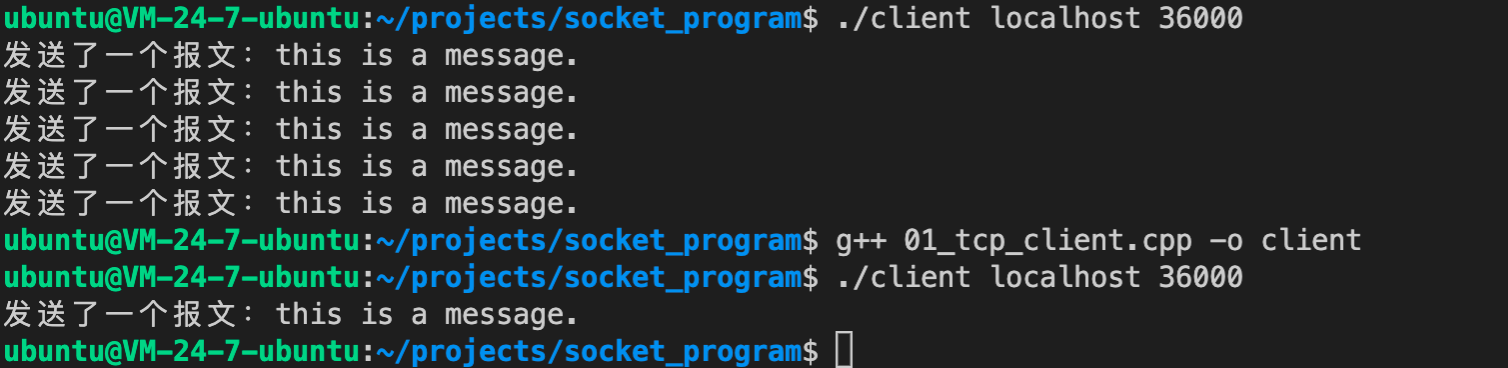 ubuntu@VM-24-7-ubuntu:~/projects/socket_program$ ./client localhost 36000
发送了一个报文：this is a message.
发送了一个报文：this is a message.
发送了一个报文：this is a message.
发送了一个报文：this is a message.
发送了一个报文：this is a message.
ubuntu@VM-24-7-ubuntu:~/projects/socket_program$ g++ 01_tcp_client.cpp -o client
ubuntu@VM-24-7-ubuntu:~/projects/socket_program$ ./client localhost 36000
发送了一个报文：this is a message.
ubuntu@VM-24-7-ubuntu:~/projects/socket_program$